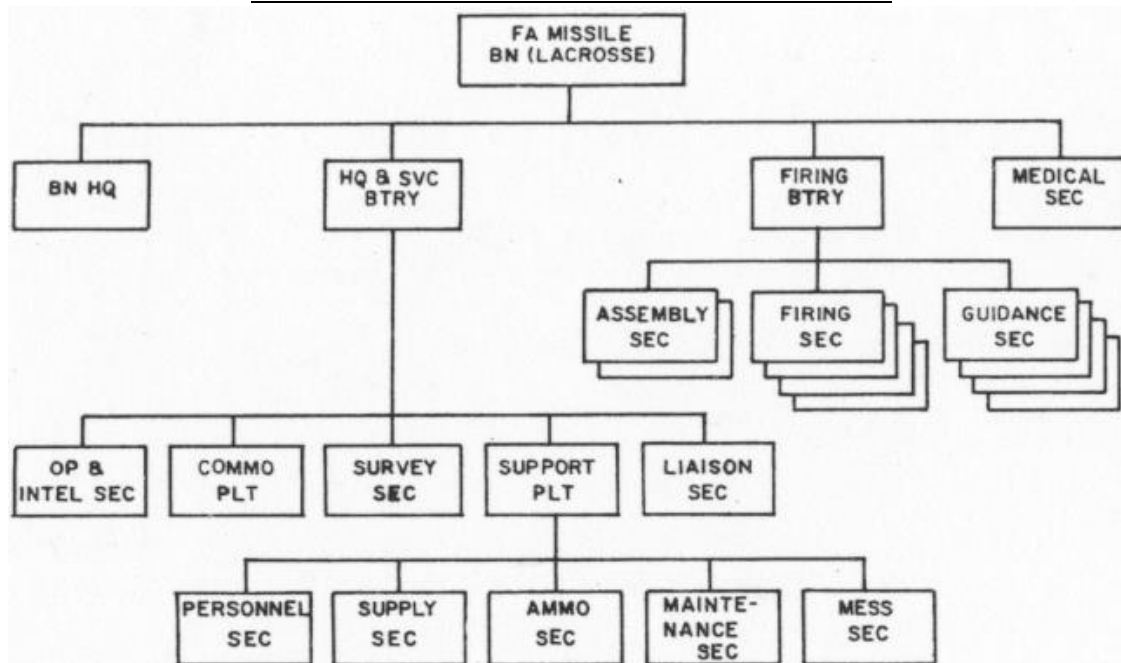 FA MISSILE
BN (LACROSSE)
BN HQ
HQ & SVC
BTRY
FIRING
BTRY
MEDICAL
SEC
ASSEMBLY
SEC
FIRING
SEC
GUIDANCE
SEC
OP &
INTEL SEC
COMMO
PLT
SURVEY
SEC
SUPPORT
PLT
LIAISON
SEC
PERSONNEL
SEC
SUPPLY
SEC
AMMO
SEC
MAINTE-
NANCE
SEC
MESS
SEC